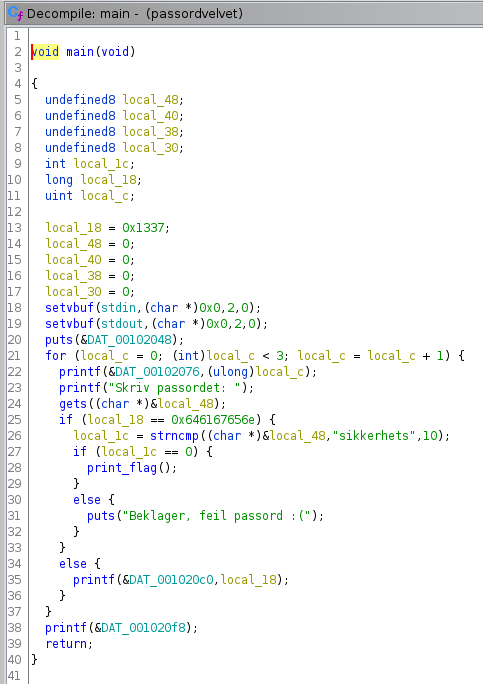 Decompile: main - (passordvelvet)
1
2 void main(void)
3
4 {
5 undefined8 local_48;
6 undefined8 local_40;
7 undefined8 local_38;
8 undefined8 local_30;
9 int local_1c;
10 long local_18;
11 uint local_c;
12
13 local_18 = 0x1337;
14 local_48 = 0;
15 local_40 = 0;
16 local_38 = 0;
17 local_30 = 0;
18 setvbuf(stdin,(char *)0x0,2,0);
19 setvbuf(stdout,(char *)0x0,2,0);
20 puts(&DAT_00102048);
21 for (local_c = 0; (int)local_c < 3; local_c = local_c + 1) {
22 printf(&DAT_00102076,(ulong)local_c);
23 printf("Skriv passordet: ");
24 gets((char *)&local_48);
25 if (local_18 == 0x646167656e) {
26 local_1c = strncmp((char *)&local_48,"sikkerhets",10);
27 if (local_1c == 0) {
28 print_flag();
29 }
30 else {
31 puts("Beklager, feil passord :(");
32 }
33 }
34 else {
35 printf(&DAT_001020c0,local_18);
36 }
37 }
38 printf(&DAT_001020f8);
39 return;
40 }
41